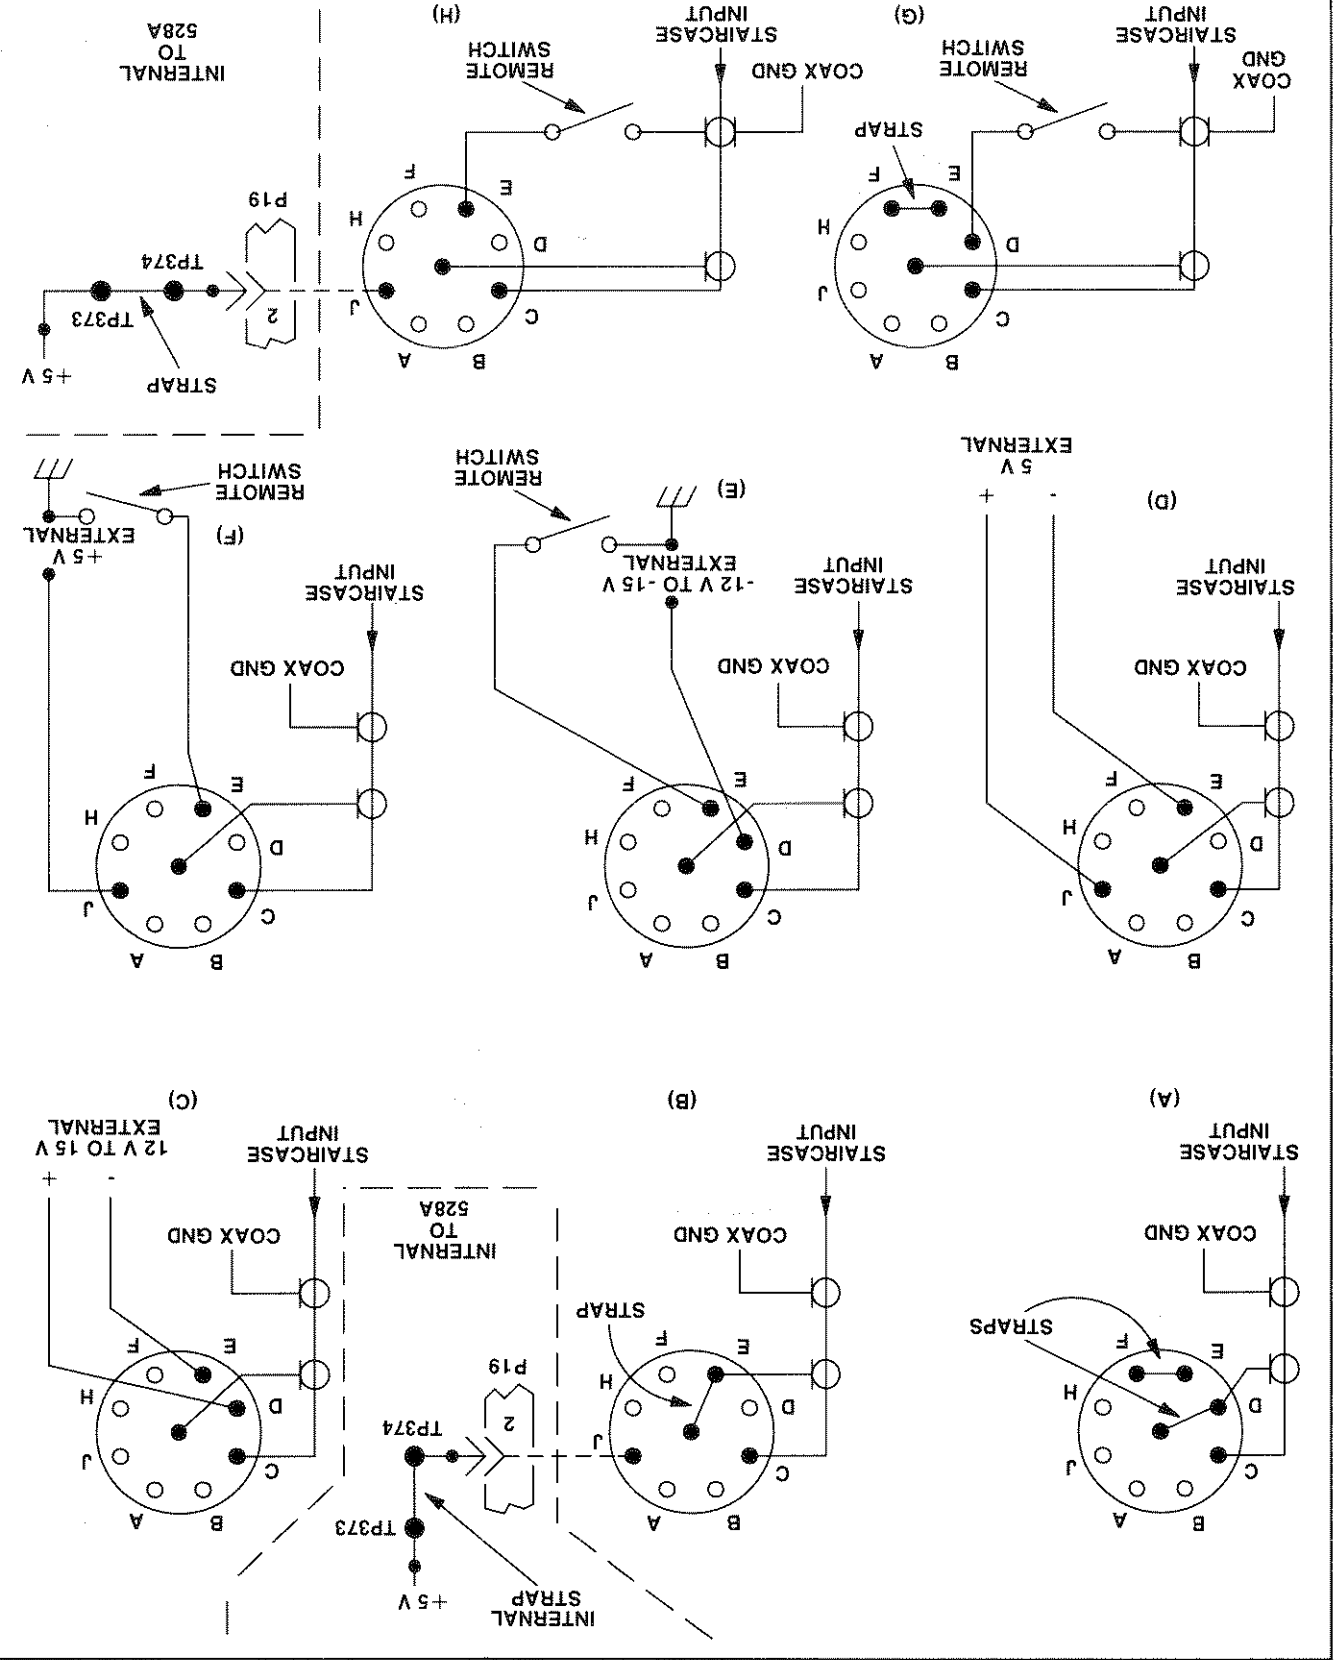 B A
C J
D H
E F
STRAPS
COAX GND
STAIRCASE
INPUT
(A)
INTERNAL
STRAP
+5 V
TP373
TP374
2
P19
B A
C J
D H
E F
STRAP
COAX GND
STAIRCASE
INPUT
(B)
INTERNAL
TO
528A
B A
C J
D H
E F
COAX GND
STAIRCASE
INPUT
- +
12 V TO 15 V
EXTERNAL
(C)
B A
C J
D H
E F
COAX GND
STAIRCASE
INPUT
- +
5 V
EXTERNAL
(D)
B A
C J
D H
E F
COAX GND
STAIRCASE
INPUT
-12 V TO -15 V
EXTERNAL
REMOTE
SWITCH
(E)
B A
C J
D H
E F
COAX GND
STAIRCASE
INPUT
+5 V
EXTERNAL
REMOTE
SWITCH
(F)
B A
C J
D H
E F
STRAP
COAX
GND
STAIRCASE
INPUT
REMOTE
SWITCH
(G)
B A
C J
D H
E F
COAX GND
STAIRCASE
INPUT
REMOTE
SWITCH
(H)
STRAP
+5 V
TP373
TP374
2
P19
INTERNAL
TO
528A